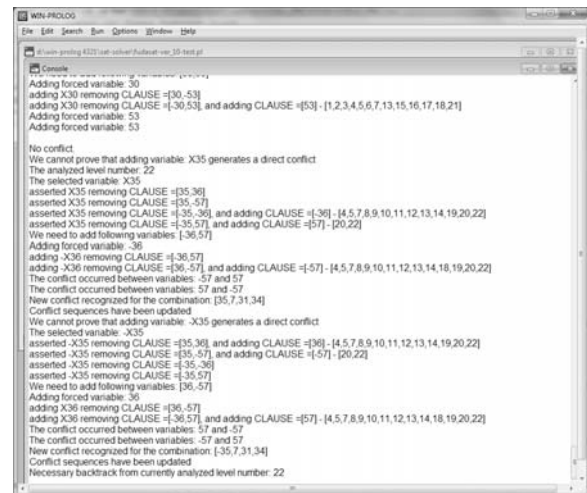 WIN-PROLOG
File Edit Search Run Options Window Help
d:\win-prolog 4321\sat-solver\fudasat-ver_10-test.pl
Console
Adding forced variable: 30
adding X30 removing CLAUSE =[30,-53]
adding X30 removing CLAUSE =[-30,53], and adding CLAUSE =[53] - [1,2,3,4,5,6,7,13,15,16,17,18,21]
Adding forced variable: 53
Adding forced variable: 53
No conflict.
We cannot prove that adding variable: X35 generates a direct conflict
The analyzed level number: 22
The selected variable: X35
asserted X35 removing CLAUSE =[35,36]
asserted X35 removing CLAUSE =[35,-57]
asserted X35 removing CLAUSE =[-35,-36], and adding CLAUSE =[-36] - [4,5,7,8,9,10,11,12,13,14,19,20,22]
asserted X35 removing CLAUSE =[-35,57], and adding CLAUSE =[57] - [20,22]
We need to add following variables: [-36,57]
Adding forced variable: -36
adding -X36 removing CLAUSE =[-36,57]
adding -X36 removing CLAUSE =[36,-57], and adding CLAUSE =[-57] - [4,5,7,8,9,10,11,12,13,14,18,19,20,22]
The conflict occurred between variables: -57 and 57
The conflict occurred between variables: 57 and -57
New conflict recognized for the combination: [35,7,31,34]
Conflict sequences have been updated
We cannot prove that adding variable: -X35 generates a direct conflict
The selected variable: -X35
asserted -X35 removing CLAUSE =[35,36], and adding CLAUSE =[36] - [4,5,7,8,9,10,11,12,13,14,19,20,22]
asserted -X35 removing CLAUSE =[35,-57], and adding CLAUSE =[-57] - [20,22]
asserted -X35 removing CLAUSE =[-35,-36]
asserted -X35 removing CLAUSE =[-35,57]
We need to add following variables: [36,-57]
Adding forced variable: 36
adding X36 removing CLAUSE =[36,-57]
adding X36 removing CLAUSE =[-36,57], and adding CLAUSE =[57] - [4,5,7,8,9,10,11,12,13,14,18,19,20,22]
The conflict occurred between variables: 57 and -57
The conflict occurred between variables: -57 and 57
New conflict recognized for the combination: [-35,7,31,34]
Conflict sequences have been updated
Necessary backtrack from currently analyzed level number: 22